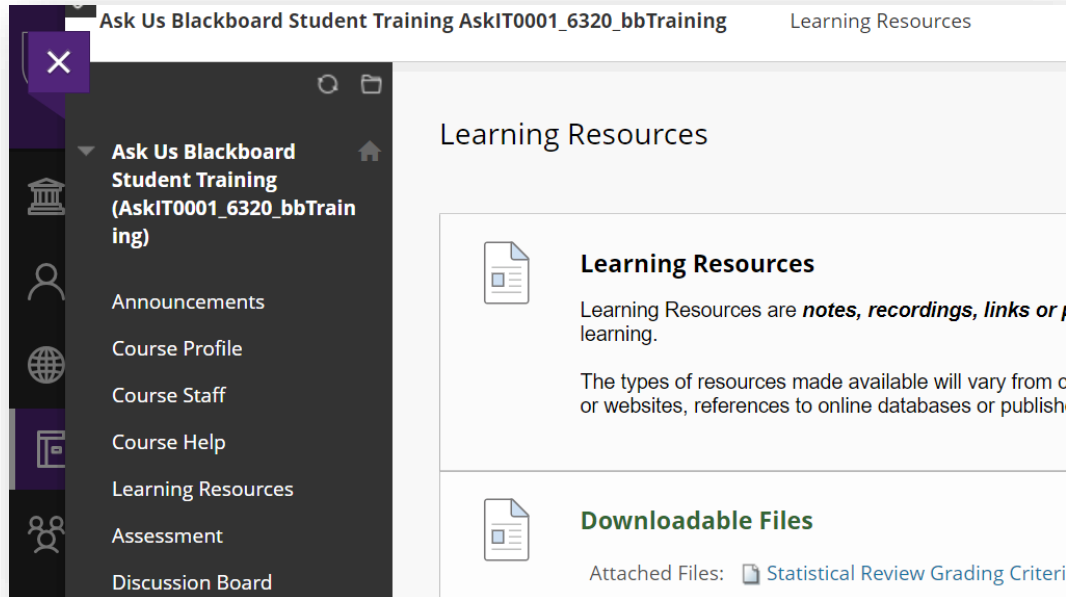 Ask Us Blackboard Student Training AskIT0001_6320_bbTraining Learning Resources
Ask Us Blackboard
Student Training
(AskIT0001_6320_bbTrain
ing)
Announcements
Course Profile
Course Staff
Course Help
Learning Resources
Assessment
Discussion Board
Learning Resources
Learning Resources
Learning Resources are notes, recordings, links or
learning.
The types of resources made available will vary from
or websites, references to online databases or
Downloadable Files
Attached Files: Statistical Review Grading